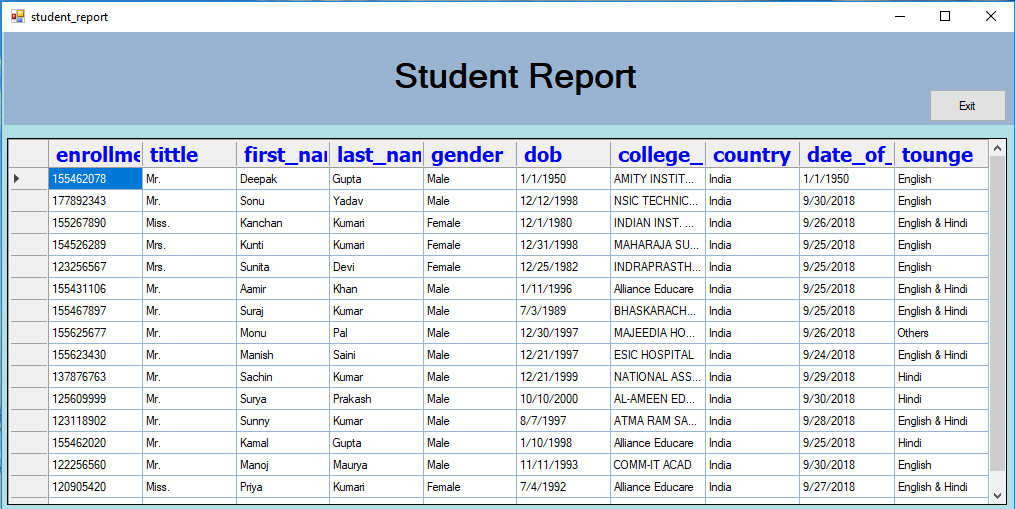 student_report
Student Report
Exit
enrollme tittle first_nar last_nan gender dob college_ country date_of_ tounge
155462078 Mr. Deepak Gupta Male 1/1/1950 AMITY INSTIT... India 1/1/1950 English
177892343 Mr. Sonu Yadav Male 12/12/1998 NSIC TECHNIC... India 9/30/2018 English
155267890 Miss. Kanchan Kumari Female 12/1/1980 INDIAN INST. ... India 9/26/2018 English & Hindi
154526289 Mrs. Kunti Kumari Female 12/31/1998 MAHARAJA SU... India 9/25/2018 English
123256567 Mrs. Sunita Devi Female 12/25/1982 INDRAPRASTH... India 9/25/2018 English
155431106 Mr. Aamir Khan Male 1/11/1996 Alliance Educare India 9/25/2018 English & Hindi
155467897 Mr. Suraj Kumar Male 7/3/1989 BHASKARACH... India 9/25/2018 English & Hindi
155625677 Mr. Monu Pal Male 12/30/1997 MAJEEDIA HO... India 9/26/2018 Others
155623430 Mr. Manish Saini Male 12/21/1997 ESIC HOSPITAL India 9/24/2018 English & Hindi
137876763 Mr. Sachin Kumar Male 12/21/1999 NATIONAL ASS... India 9/29/2018 Hindi
125609999 Mr. Surya Prakash Male 10/10/2000 AL-AMEEN ED... India 9/30/2018 Hindi
123118902 Mr. Sunny Kumar Male 8/7/1997 ATMA RAM SA... India 9/28/2018 English & Hindi
155462020 Mr. Kamal Gupta Male 1/10/1998 Alliance Educare India 9/25/2018 Hindi
122256560 Mr. Manoj Maurya Male 11/11/1993 COMM-IT ACAD India 9/30/2018 English
120905420 Miss. Priya Kumari Female 7/4/1992 Alliance Educare India 9/27/2018 English & Hindi